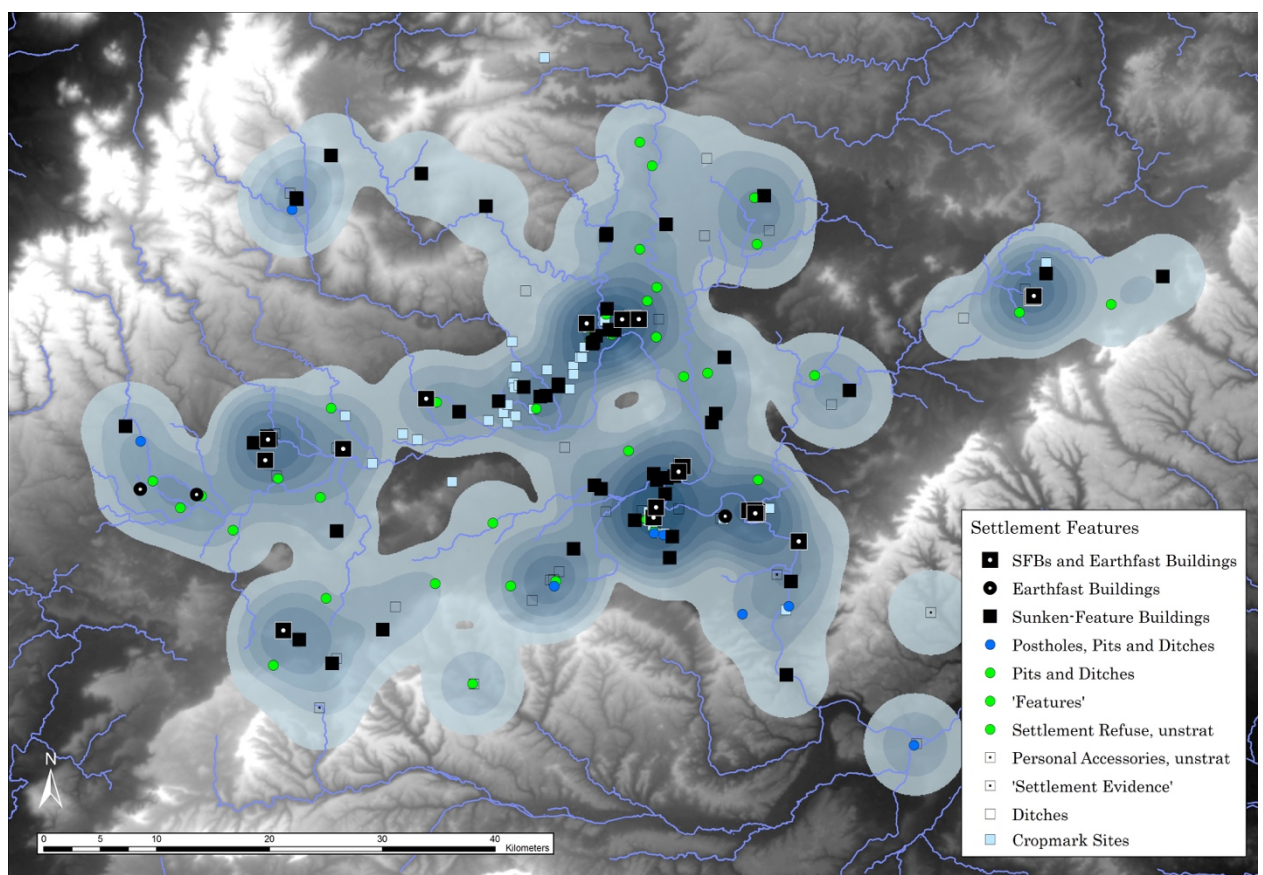 Settlement Features
SFBs and Earthfast Buildings
Earthfast Buildings
Sunken-Feature Buildings
Postholes, Pits and Ditches
Pits and Ditches
'Features'
Settlement Refuse, unstrat
Personal Accessories, unstrat
'Settlement Evidence'
Ditches
Cropmark Sites
N
0 5 10 20 30 40
Kilometers